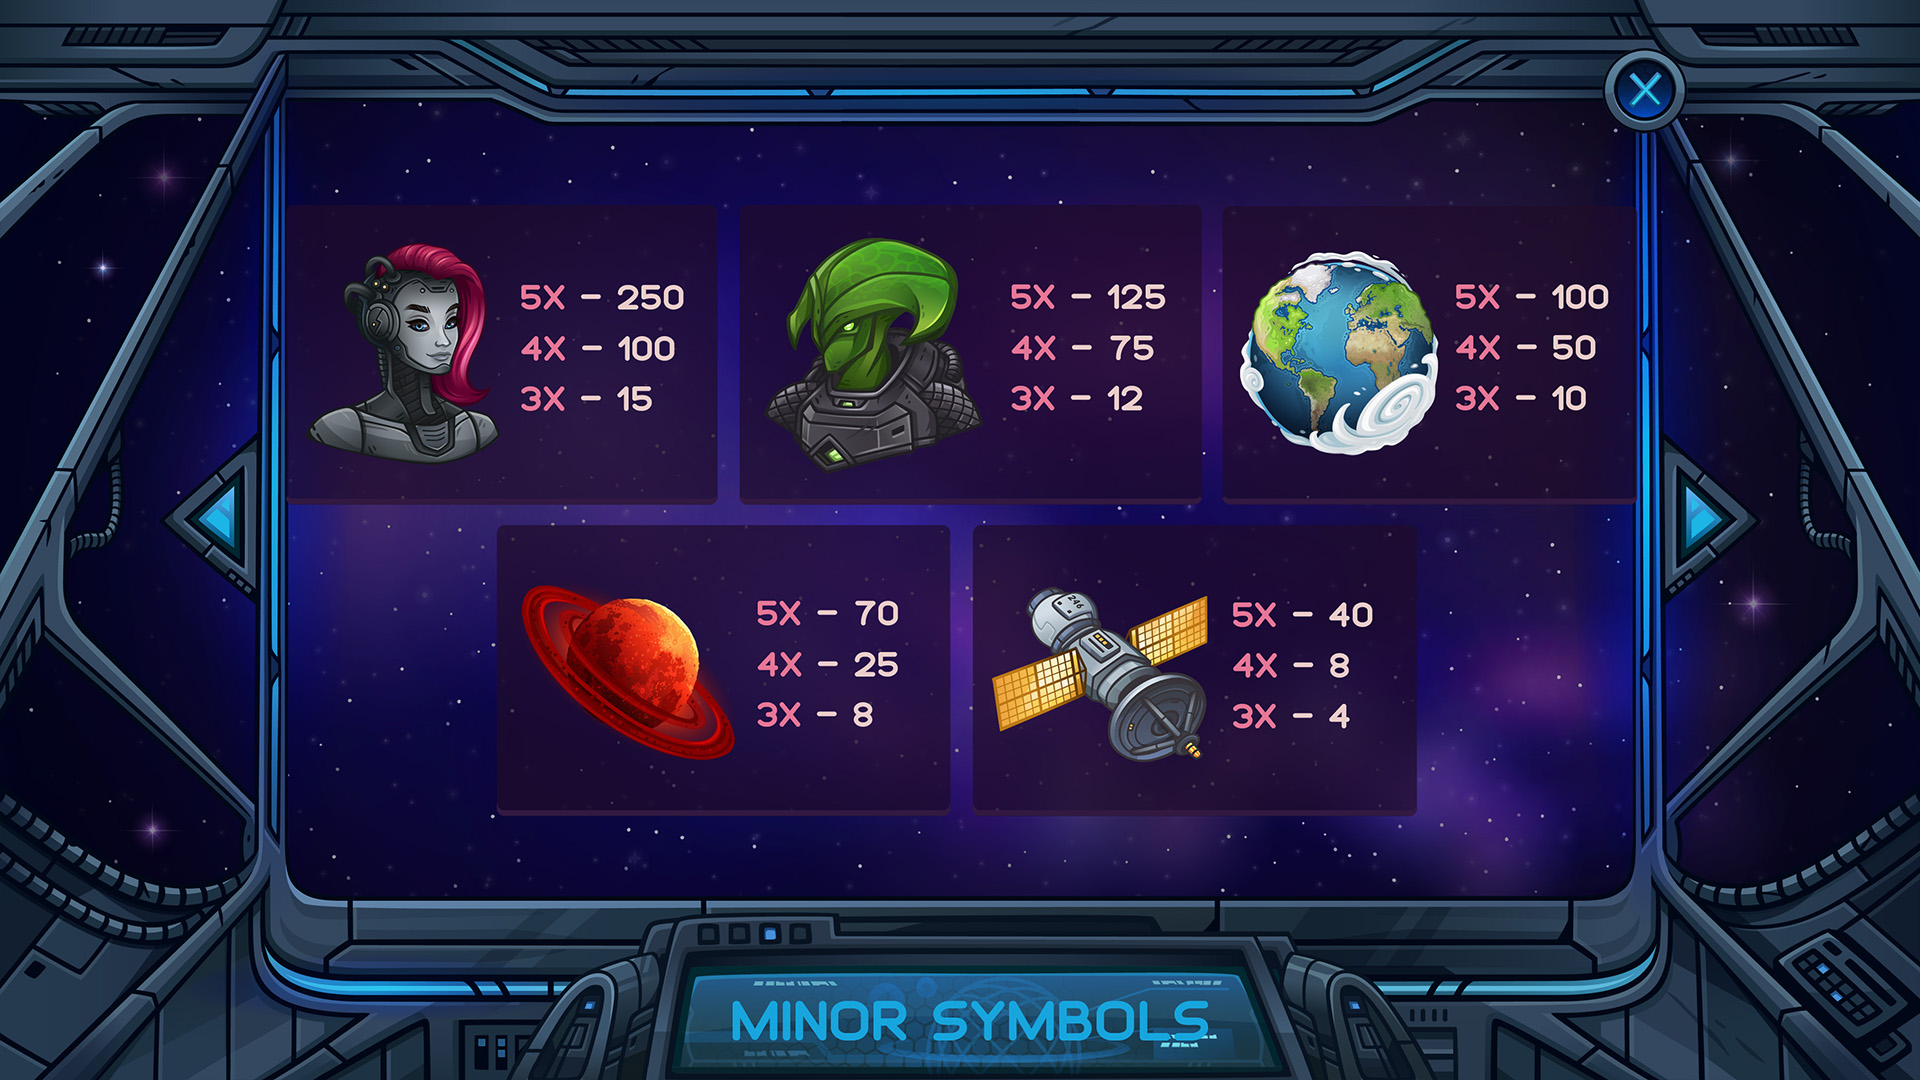 5X - 250
4X - 100
3X - 15
5X - 125
4X - 75
3X - 12
5X - 100
4X - 50
3X - 10
5X - 70
4X - 25
3X - 8
246
5X - 40
4X - 8
3X - 4
MINOR SYMBOLS